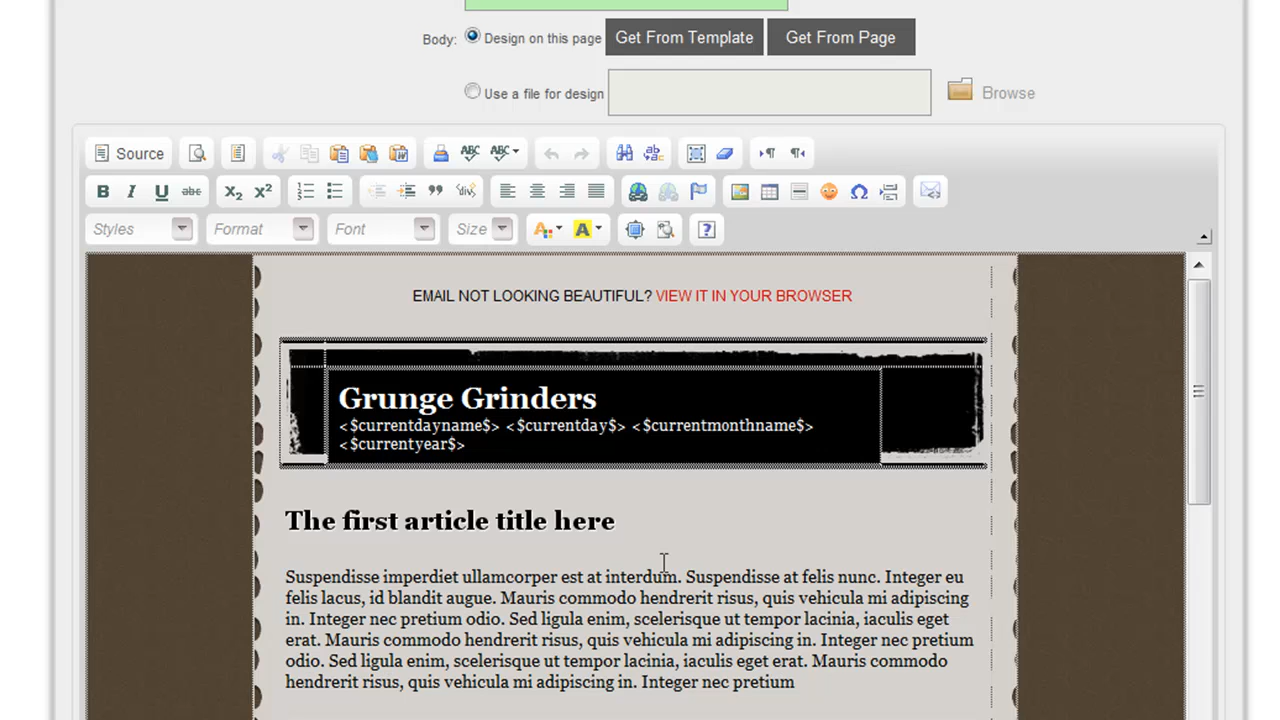 Body: Design on this page Get From Template Get From Page
Use a file for design Browse
Source
ABC ABC
B I U abc X2 X² div
Styles Format Font Size A A ?
EMAIL NOT LOOKING BEAUTIFUL? VIEW IT IN YOUR BROWSER
Grunge Grinders
<$currentdayname$> <$currentday$> <$currentmonthname$>
<$currentyear$>
The first article title here
Suspendisse imperdiet ullamcorper est at interdum. Suspendisse at felis nunc. Integer eu
felis lacus, id blandit augue. Mauris commodo hendrerit risus, quis vehicula mi adipiscing
in. Integer nec pretium odio. Sed ligula enim, scelerisque ut tempor lacinia, iaculis eget
erat. Mauris commodo hendrerit risus, quis vehicula mi adipiscing in. Integer nec pretium
odio. Sed ligula enim, scelerisque ut tempor lacinia, iaculis eget erat. Mauris commodo
hendrerit risus, quis vehicula mi adipiscing in. Integer nec pretium